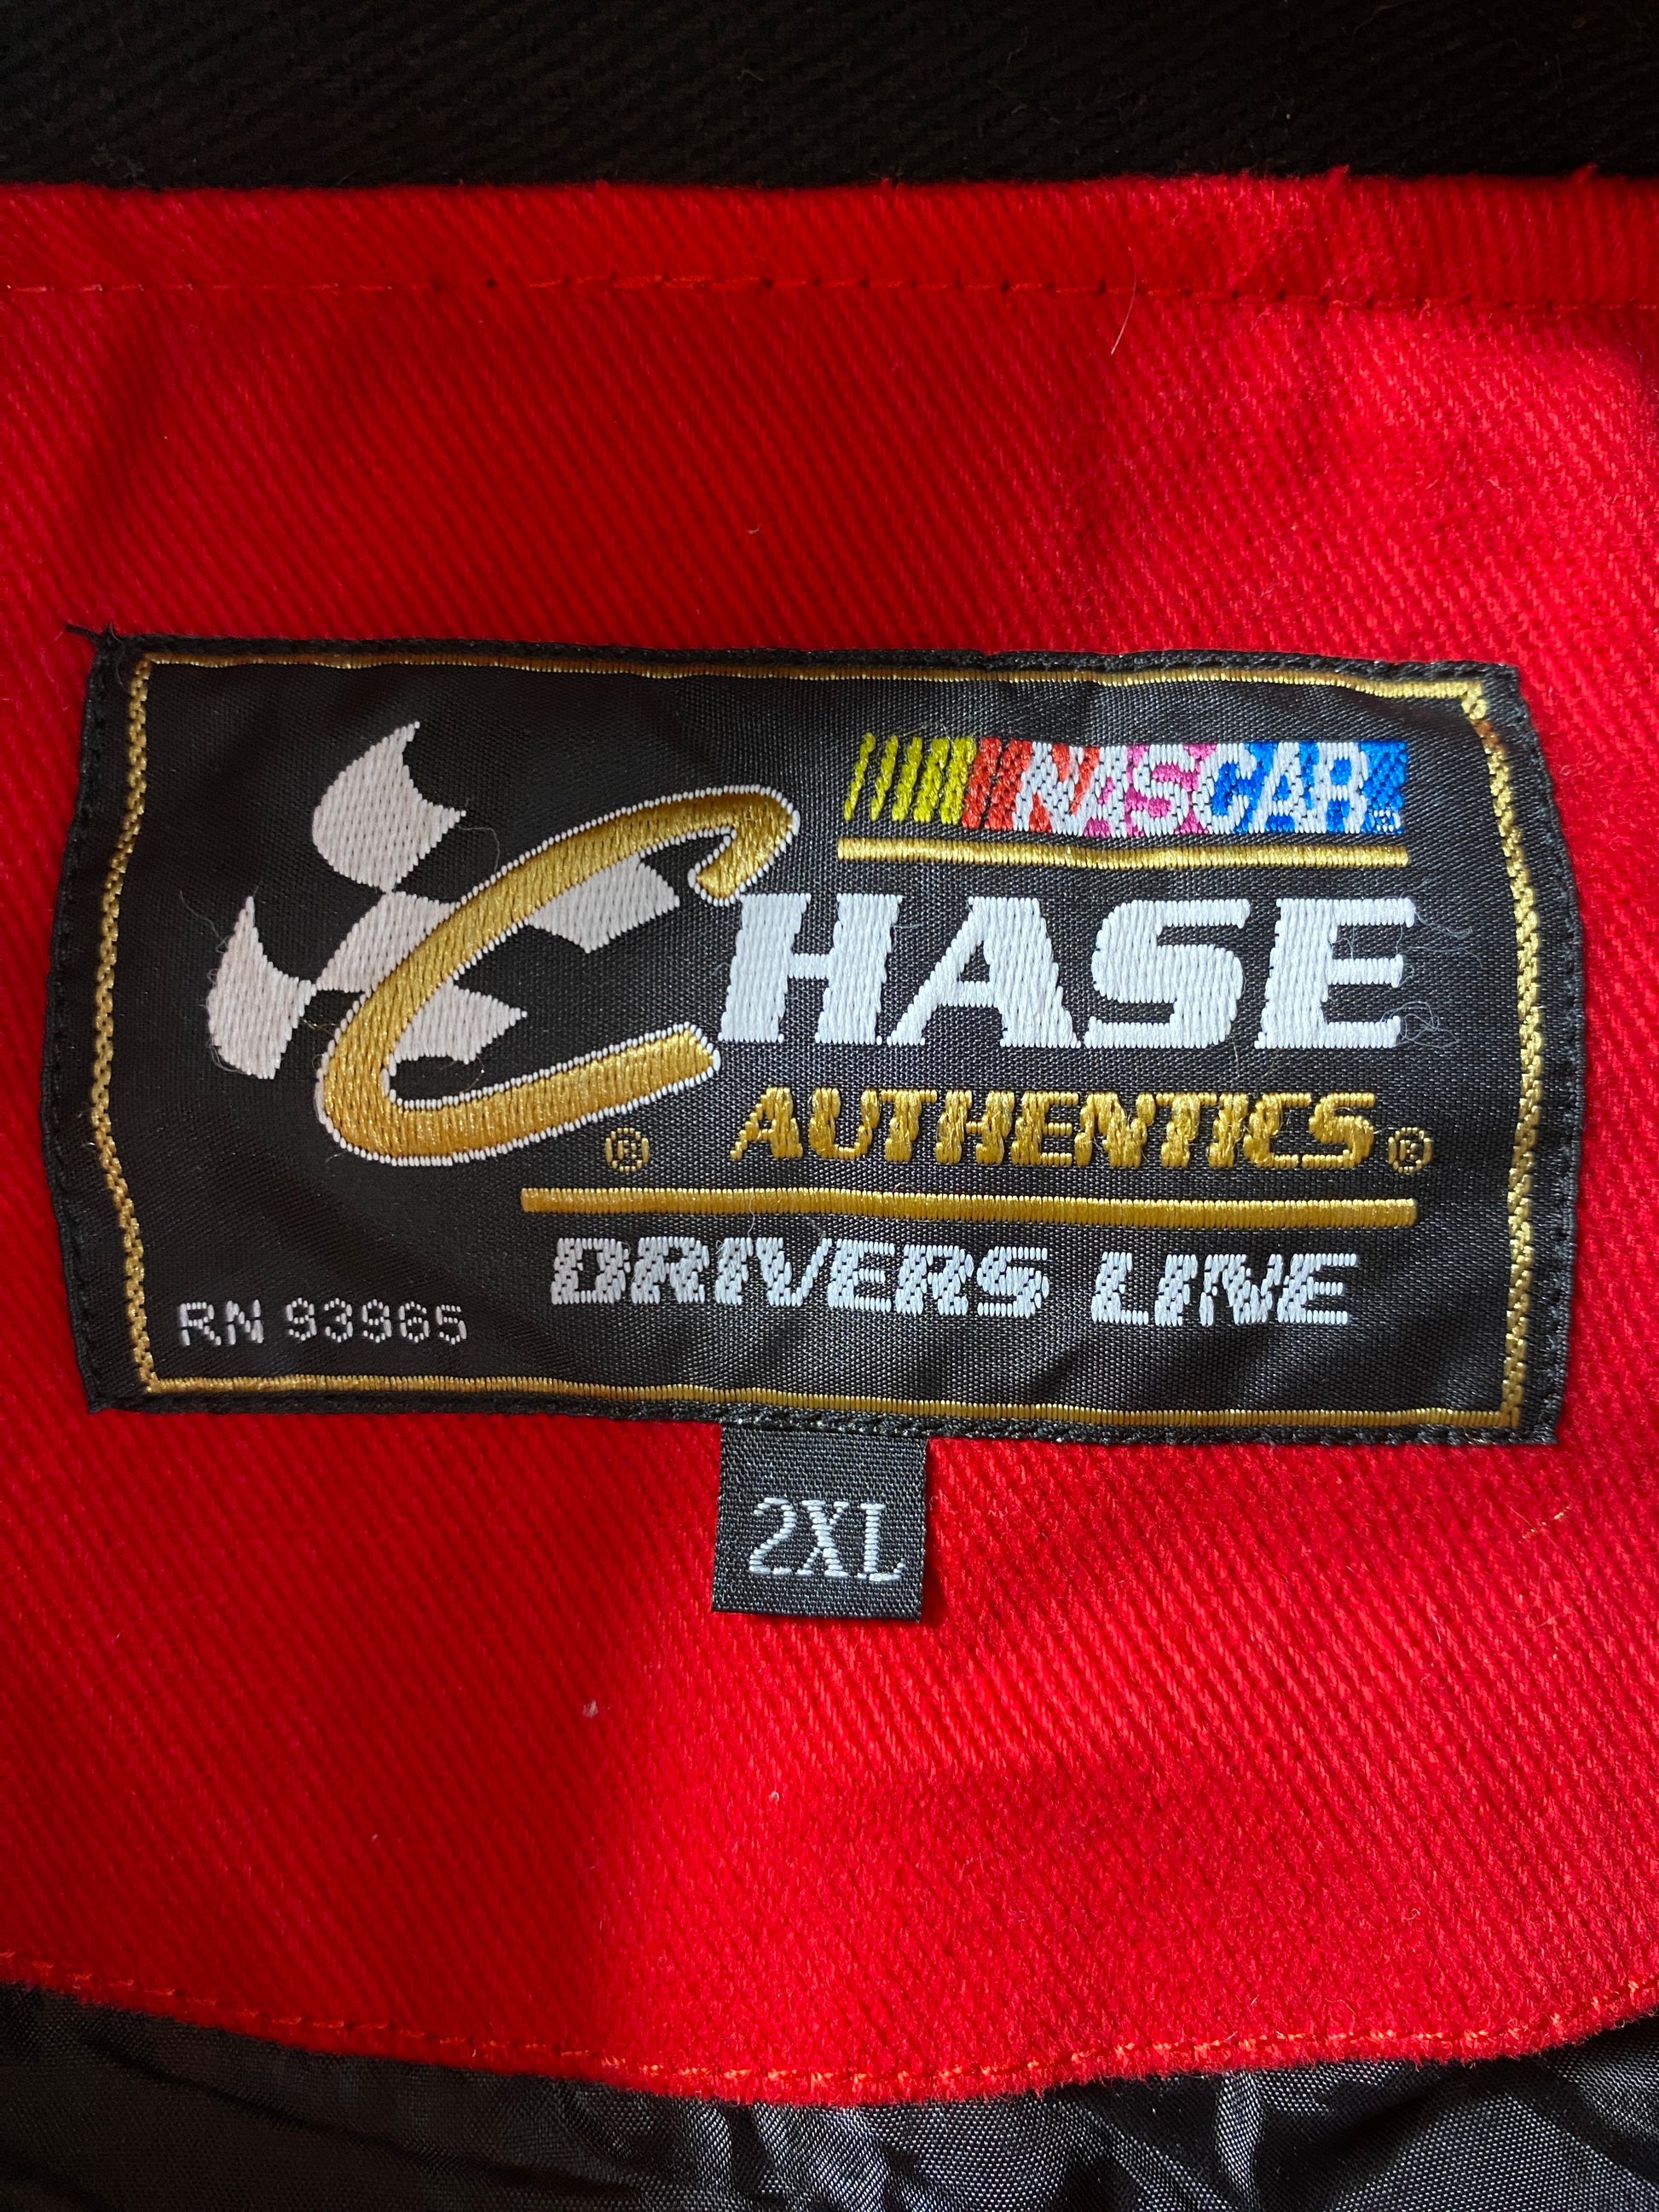 NASCAR®
CHASE
® AUTHENTICS®
DRIVERS LINE
RN 93965
2XL